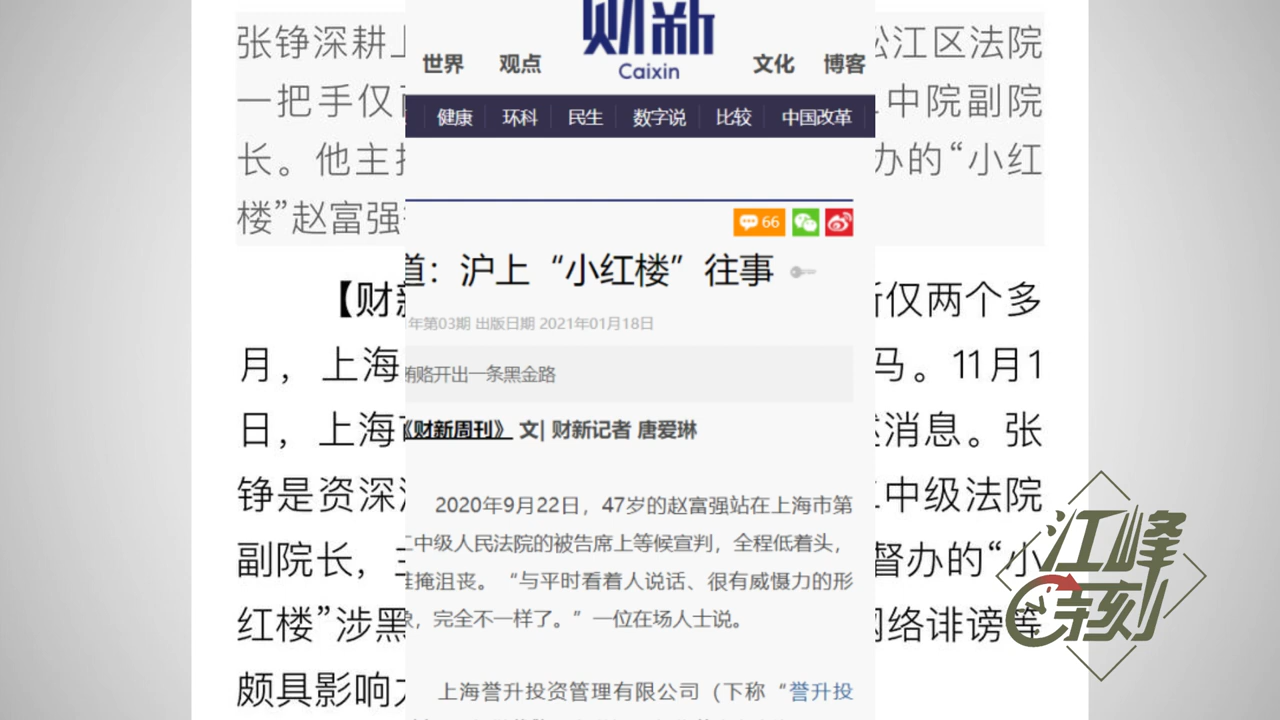 张铮深耕上
松江区法院
一把手仅
中院副院
长。他主
办的“小红
楼”赵富强
【财新
仅两个多
月，上海
马。11月1
日，上海
消息。张
铮是资深
中级法院
副院长，
督办的“小
红楼”涉黑
网络诽谤等
颇具影响力
财新
Caixin
世界 观点 文化 博客
健康 环科 民生 数字说 比较 中国改革
66
道：沪上“小红楼”往事
年第03期 出版日期 2021年01月18日
贿赂开出一条黑金路
《财新周刊》 文| 财新记者 唐爱琳
2020年9月22日，47岁的赵富强站在上海市第
二中级人民法院的被告席上等候宣判，全程低着头，
难掩沮丧。“与平时看着人说话、很有威慑力的形
象，完全不一样了。”一位在场人士说。
上海誉升投资管理有限公司（下称“誉升投
江峰
时刻